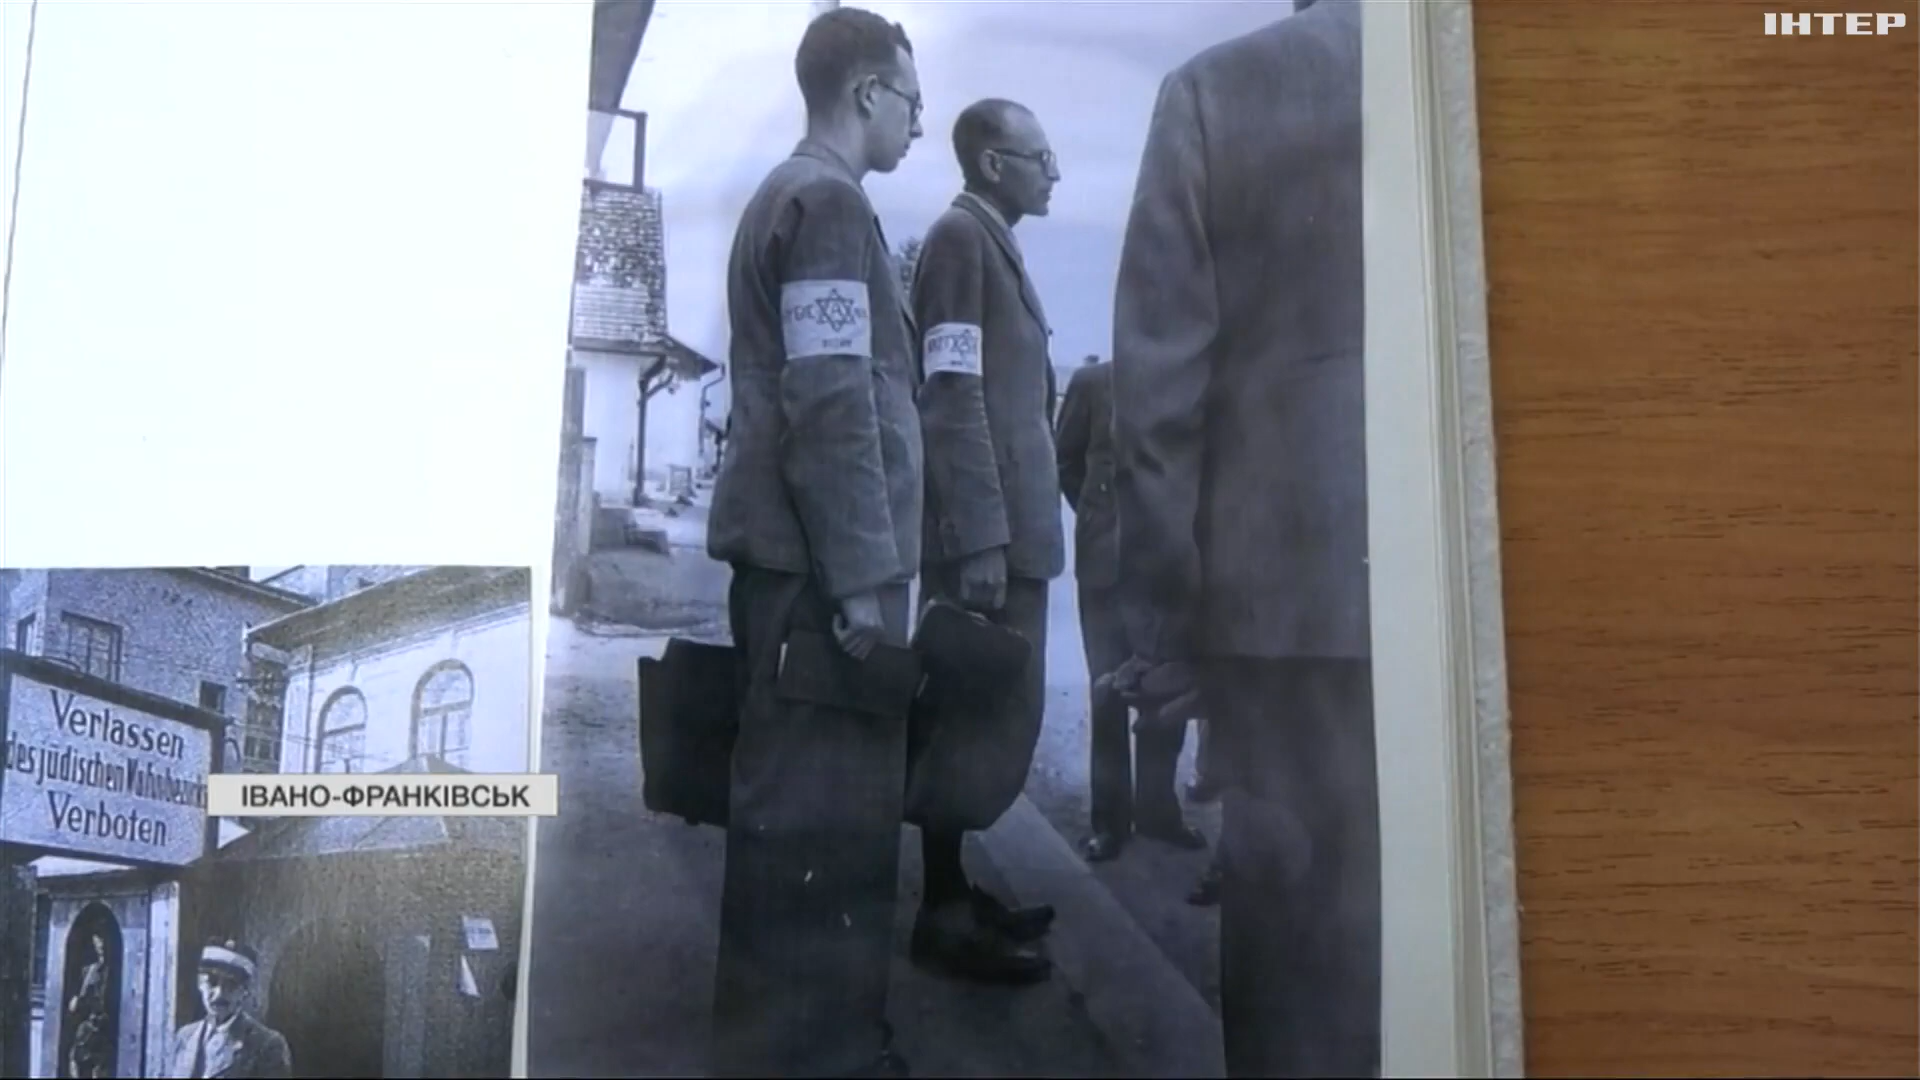 ІНТЕР
Verlassen
des jüdischen Wohnbezirks
Verboten
ІВАНО-ФРАНКІВСЬК